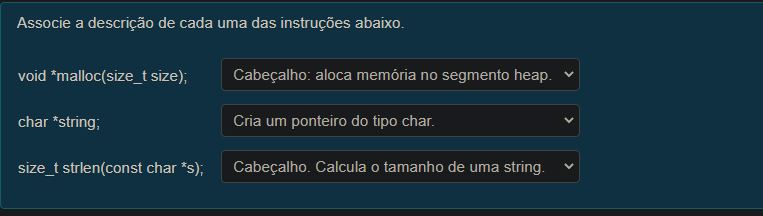 Associe a descrição de cada uma das instruções abaixo.
void *malloc(size_t size); Cabeçalho: aloca memória no segmento heap.
char *string; Cria um ponteiro do tipo char.
size_t strlen(const char *s); Cabeçalho. Calcula o tamanho de uma string.